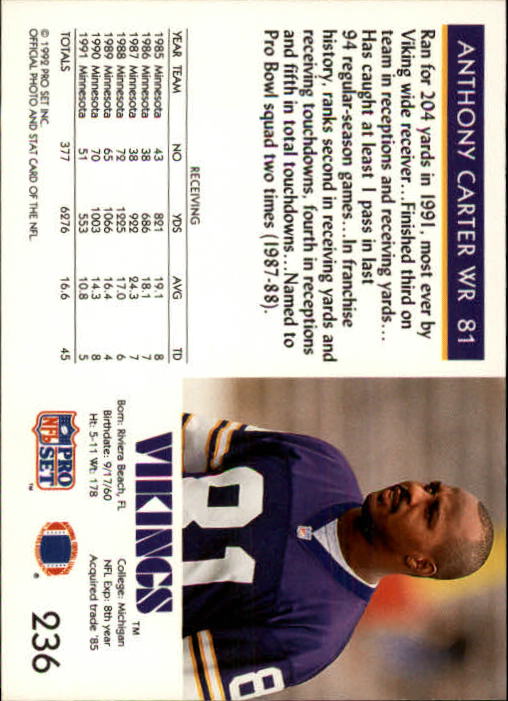 ANTHONY CARTER WR 81
Ran for 204 yards in 1991, most ever by
Viking wide receiver...Finished third on
team in receptions and receiving yards...
Has caught at least 1 pass in last
94 regular-season games...In franchise
history, ranks second in receiving yards and
receiving touchdowns, fourth in receptions
and fifth in total touchdowns...Named to
Pro Bowl squad two times (1987-88).
RECEIVING
YEAR TEAM NO YDS AVG TD
1985 Minnesota 43 821 19.1 8
1986 Minnesota 38 686 18.1 7
1987 Minnesota 38 922 24.3 7
1988 Minnesota 72 1225 17.0 6
1989 Minnesota 65 1066 16.4 4
1990 Minnesota 70 1003 14.3 8
1991 Minnesota 51 553 10.8 5
TOTALS 377 6276 16.6 45
© 1992 PRO SET INC.
OFFICIAL PHOTO AND STAT CARD OF THE NFL
81
8
VIKINGS™
Born: Riviera Beach, FL
Birthdate: 9/17/60
Ht: 5-11 Wt: 178
College: Michigan
NFL Exp: 8th year
Acquired trade '85
PRO
NFL
SET™
®
236